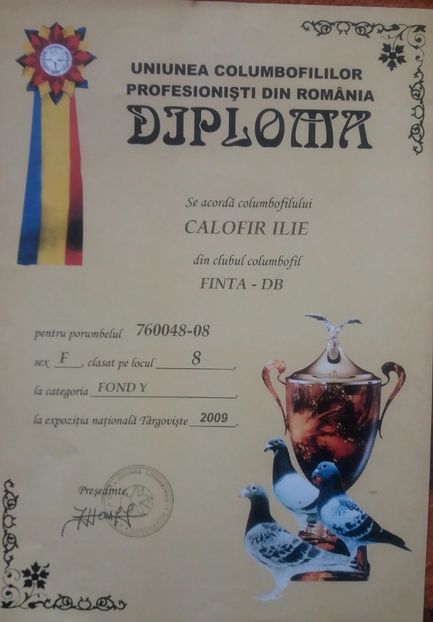 UNIUNEA COLUMBOFILILOR
PROFESIONIŞTI DIN ROMÂNIA
DIPLOMA
Se acordă columbofilului
CALOFIR ILIE
din clubul columbofil
FINTA - DB
pentru porumbelul 760048-08
sex F, clasat pe locul 8
la categoria FOND Y,
la expoziția națională Târgoviște 2009.
Președinte,